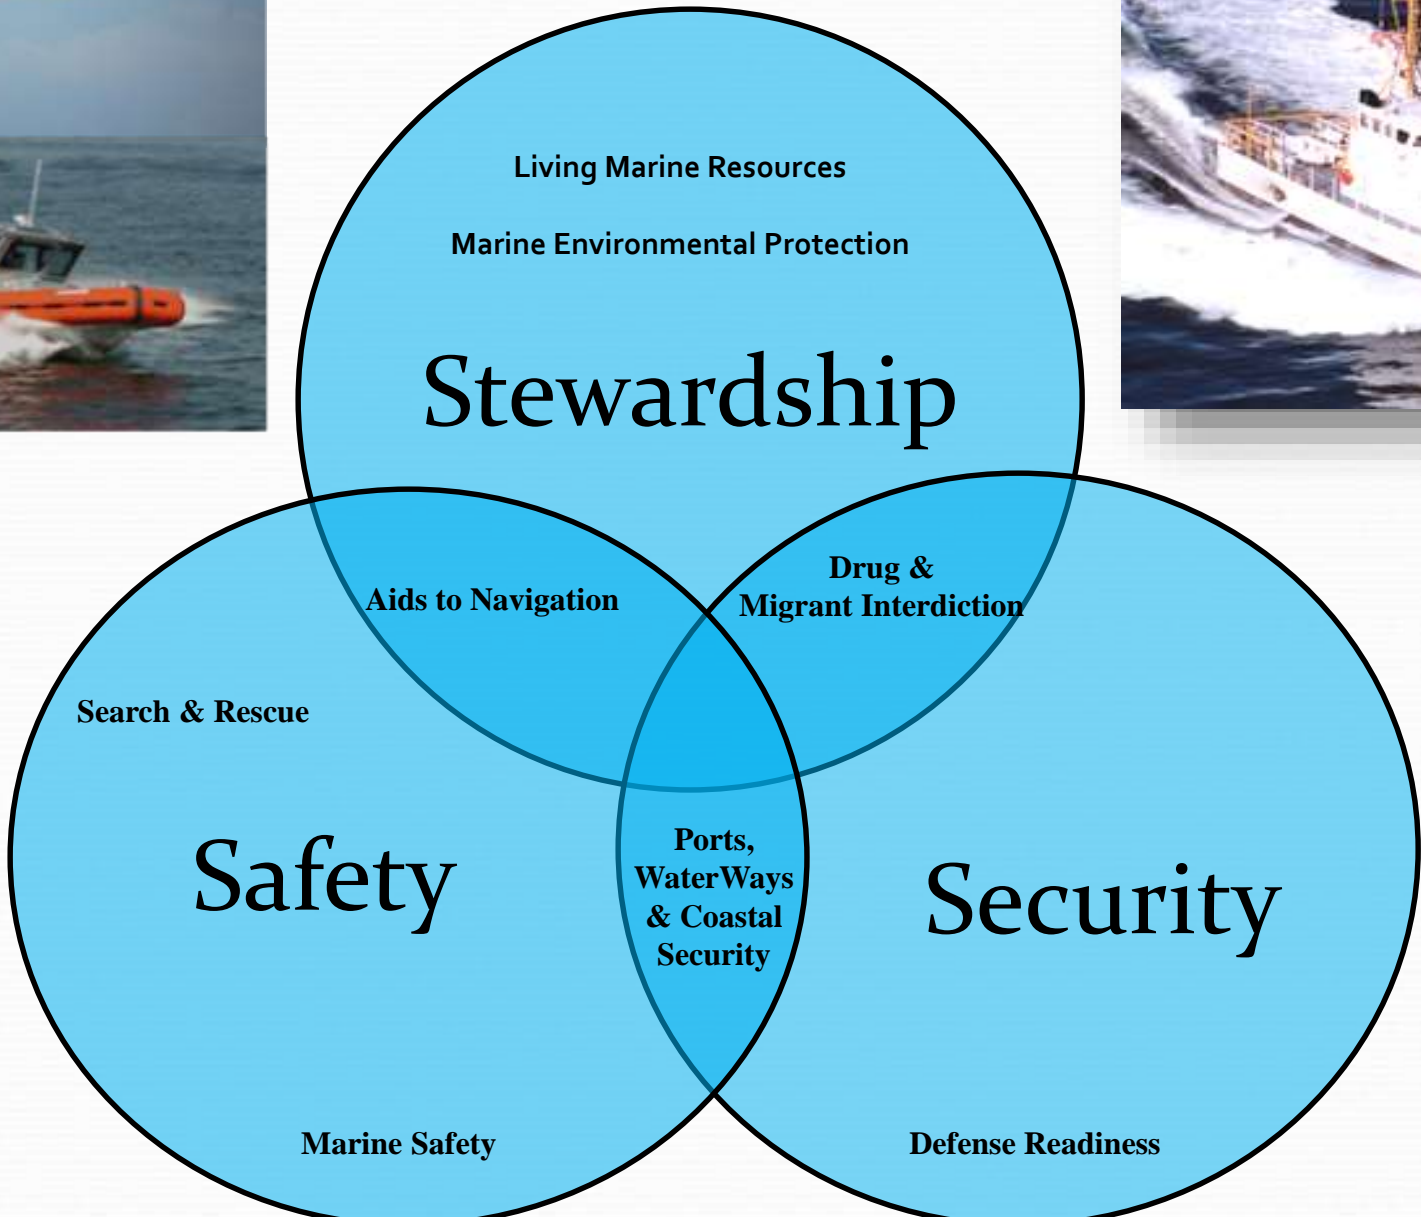 Living Marine Resources
Marine Environmental Protection
Stewardship
Aids to Navigation
Drug &
Migrant Interdiction
Search & Rescue
Safety
Ports,
WaterWays
& Coastal
Security
Security
Marine Safety
Defense Readiness